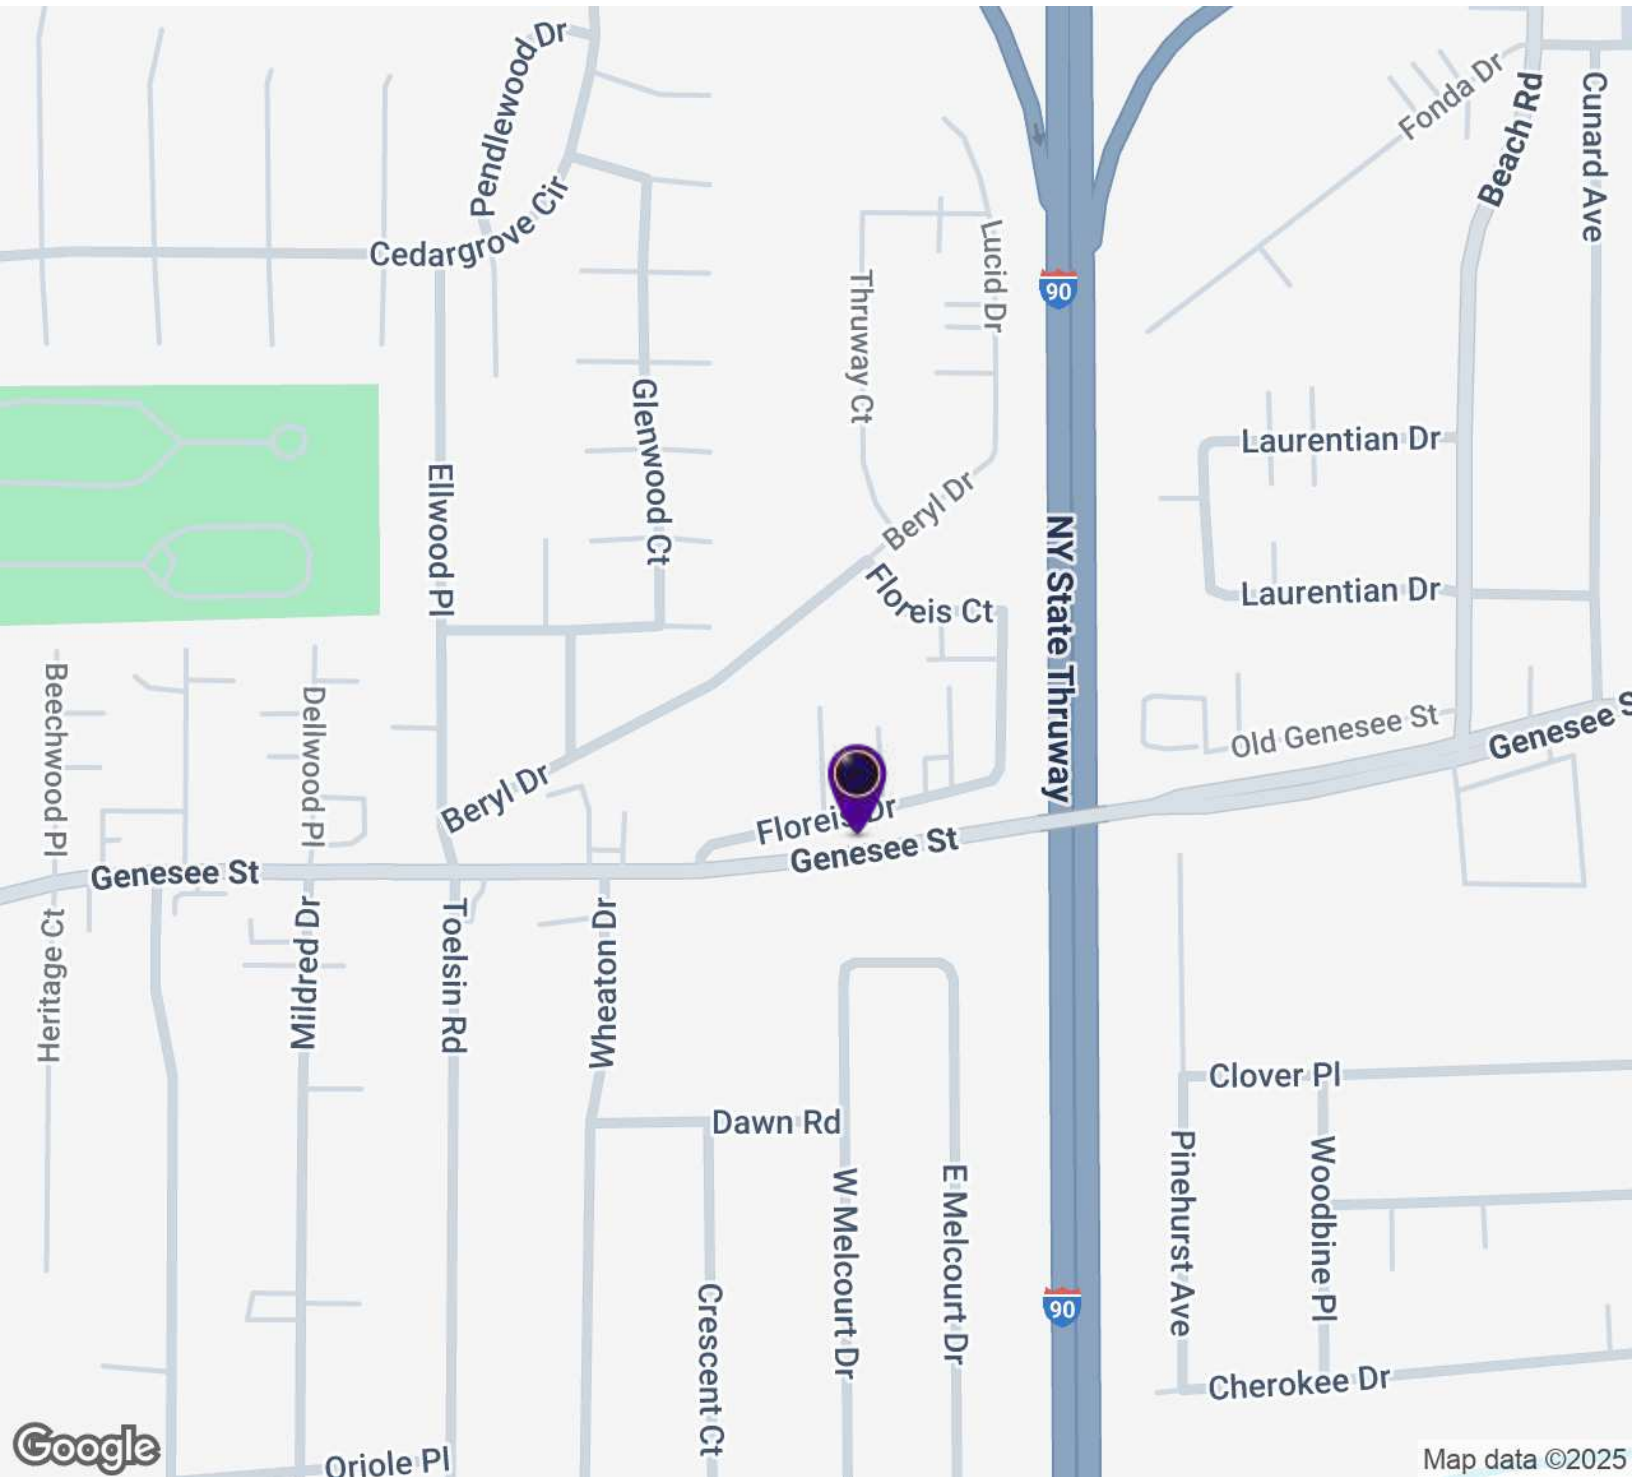 Pendlewood Dr
Fonda Dr
Beach Rd
Cunard Ave
Cedargrove Cir
Lucid Dr
90
Thruway Ct
Glenwood Ct
Laurentian Dr
Ellwood Pl
Beryl Dr
NY State Thruway
Floreis Ct
Laurentian Dr
Beechwood Pl
Dellwood Pl
Old Genesee St
Genesee S
Beryl Dr
Floreis Dr
Genesee St
Genesee St
Heritage Ct
Mildred Dr
Toelsin Rd
Wheaton Dr
Clover Pl
Dawn Rd
Pinehurst Ave
Woodbine Pl
W Melcourt Dr
E Melcourt Dr
Crescent Ct
90
Cherokee Dr
Google
Oriole Pl
Map data ©2025